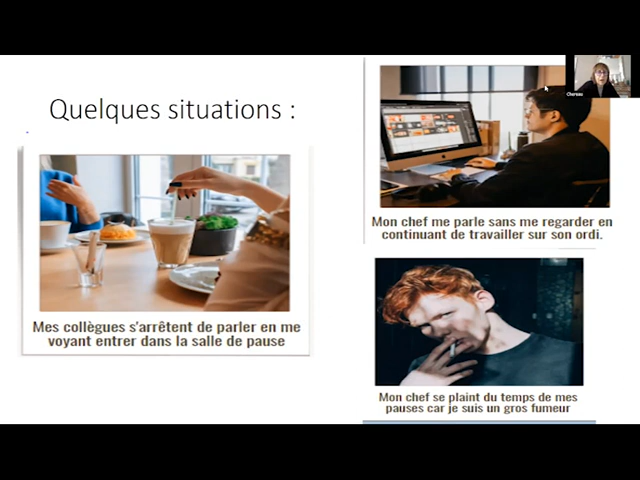 Quelques situations :
Mes collègues s'arrêtent de parler en me
voyant entrer dans la salle de pause
Mon chef me parle sans me regarder en
continuant de travailler sur son ordi.
Mon chef se plaint du temps de mes
pauses car je suis un gros fumeur